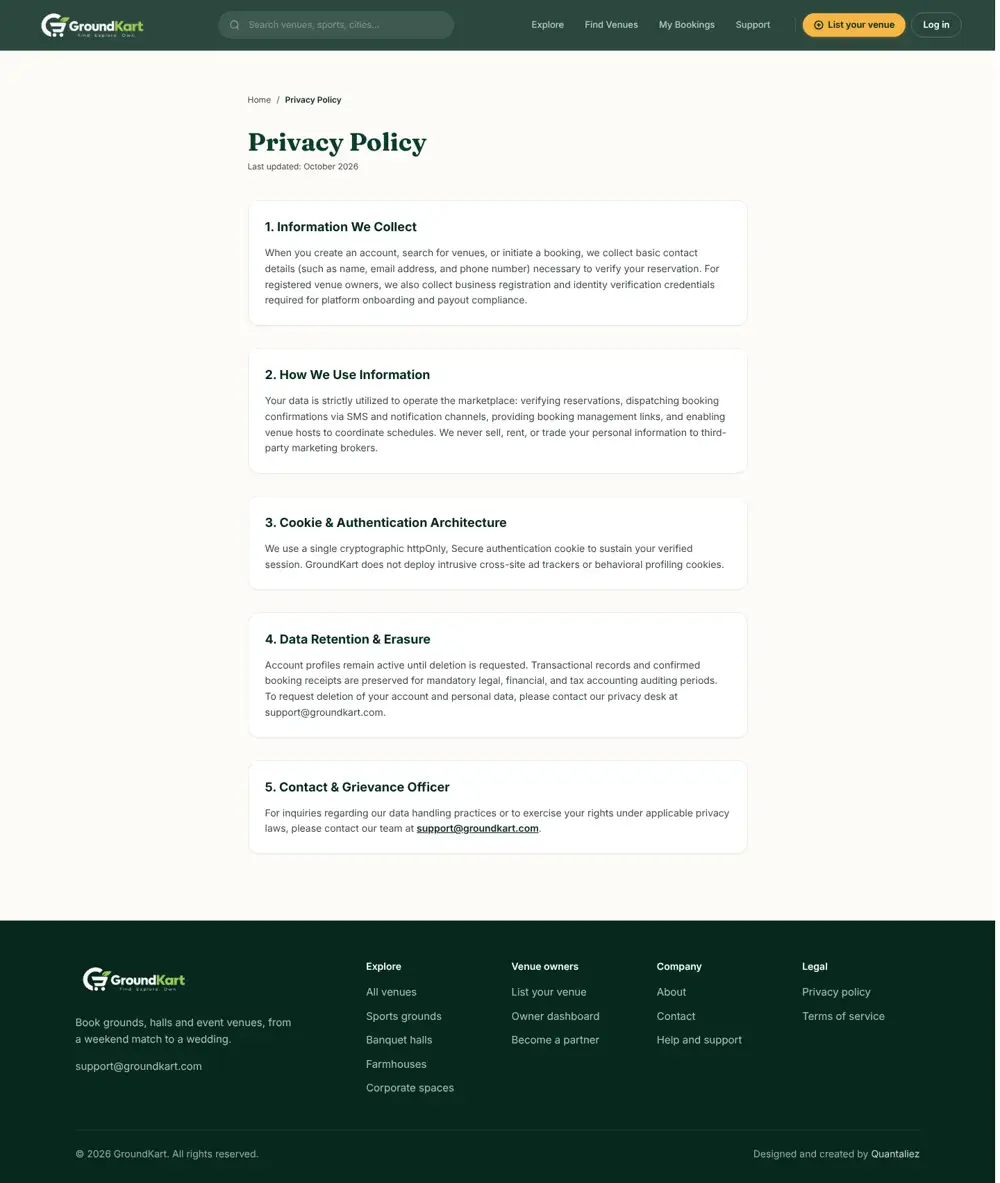 GroundKart
Find. Explore. Own.
Search venues, sports, cities...
Explore
Find Venues
My Bookings
Support
List your venue
Log in
Home / Privacy Policy
Privacy Policy
Last updated: October 2026
1. Information We Collect
When you create an account, search for venues, or initiate a booking, we collect basic contact
details (such as name, email address, and phone number) necessary to verify your reservation. For
registered venue owners, we also collect business registration and identity verification credentials
required for platform onboarding and payout compliance.
2. How We Use Information
Your data is strictly utilized to operate the marketplace: verifying reservations, dispatching booking
confirmations via SMS and notification channels, providing booking management links, and enabling
venue hosts to coordinate schedules. We never sell, rent, or trade your personal information to third-
party marketing brokers.
3. Cookie & Authentication Architecture
We use a single cryptographic httpOnly, Secure authentication cookie to sustain your verified
session. GroundKart does not deploy intrusive cross-site ad trackers or behavioral profiling cookies.
4. Data Retention & Erasure
Account profiles remain active until deletion is requested. Transactional records and confirmed
booking receipts are preserved for mandatory legal, financial, and tax accounting auditing periods.
To request deletion of your account and personal data, please contact our privacy desk at
support@groundkart.com.
5. Contact & Grievance Officer
For inquiries regarding our data handling practices or to exercise your rights under applicable privacy
laws, please contact our team at support@groundkart.com.
GroundKart
Find. Explore. Own.
Book grounds, halls and event venues, from
a weekend match to a wedding.
support@groundkart.com
Explore
All venues
Sports grounds
Banquet halls
Farmhouses
Corporate spaces
Venue owners
List your venue
Owner dashboard
Become a partner
Company
About
Contact
Help and support
Legal
Privacy policy
Terms of service
© 2026 GroundKart. All rights reserved.
Designed and created by Quantaliez